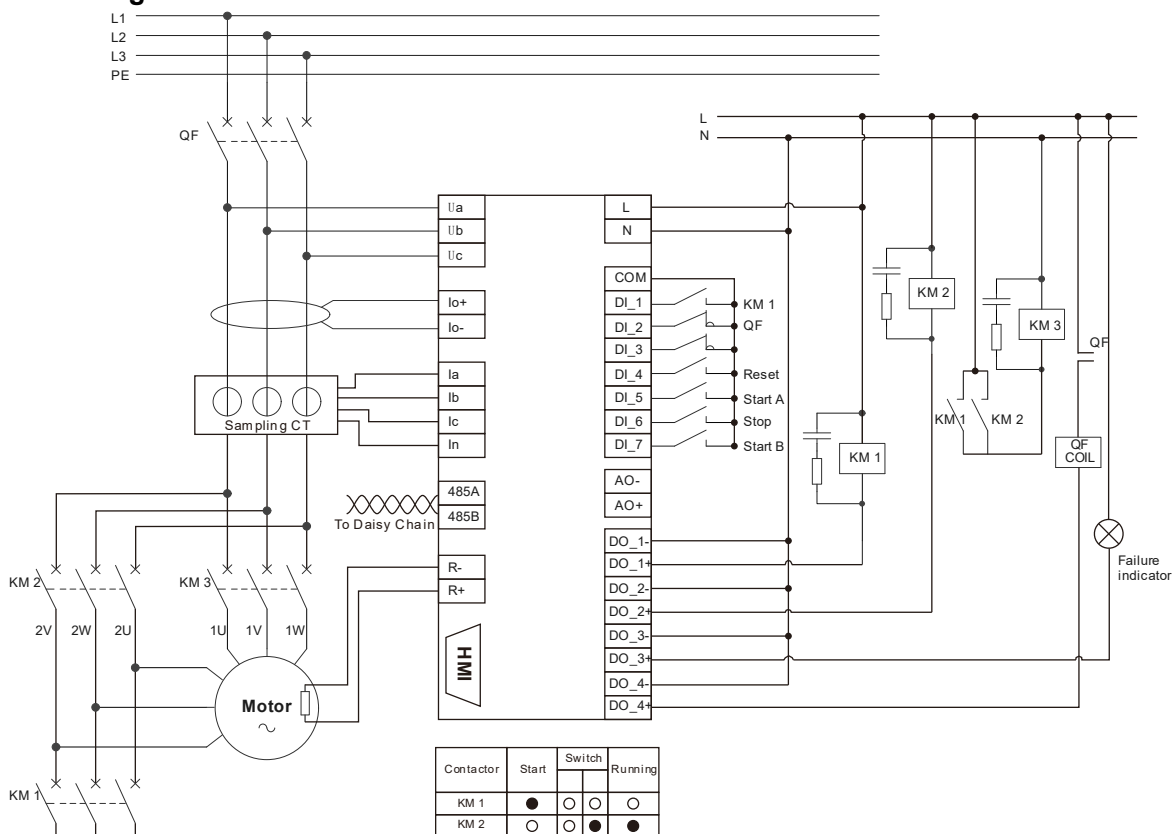 L1
L2
L3
PE
QF
L
N
Ua
Ub
Uc
Io+
Io-
Ia
Ib
Ic
In
Sampling CT
485A
485B
To Daisy Chain
R-
R+
HMI
L
N
COM
DI_1
DI_2
DI_3
DI_4
DI_5
DI_6
DI_7
KM 1
QF
Reset
Start A
Stop
Start B
AO-
AO+
DO_1-
DO_1+
DO_2-
DO_2+
DO_3-
DO_3+
DO_4-
DO_4+
KM 1
KM 2
KM 3
KM 1
KM 2
QF
QF
COIL
Failure
indicator
KM 2
KM 3
2V 2W 2U 1U 1V 1W
Motor
KM 1
Contactor Start Switch Running
KM 1
KM 2